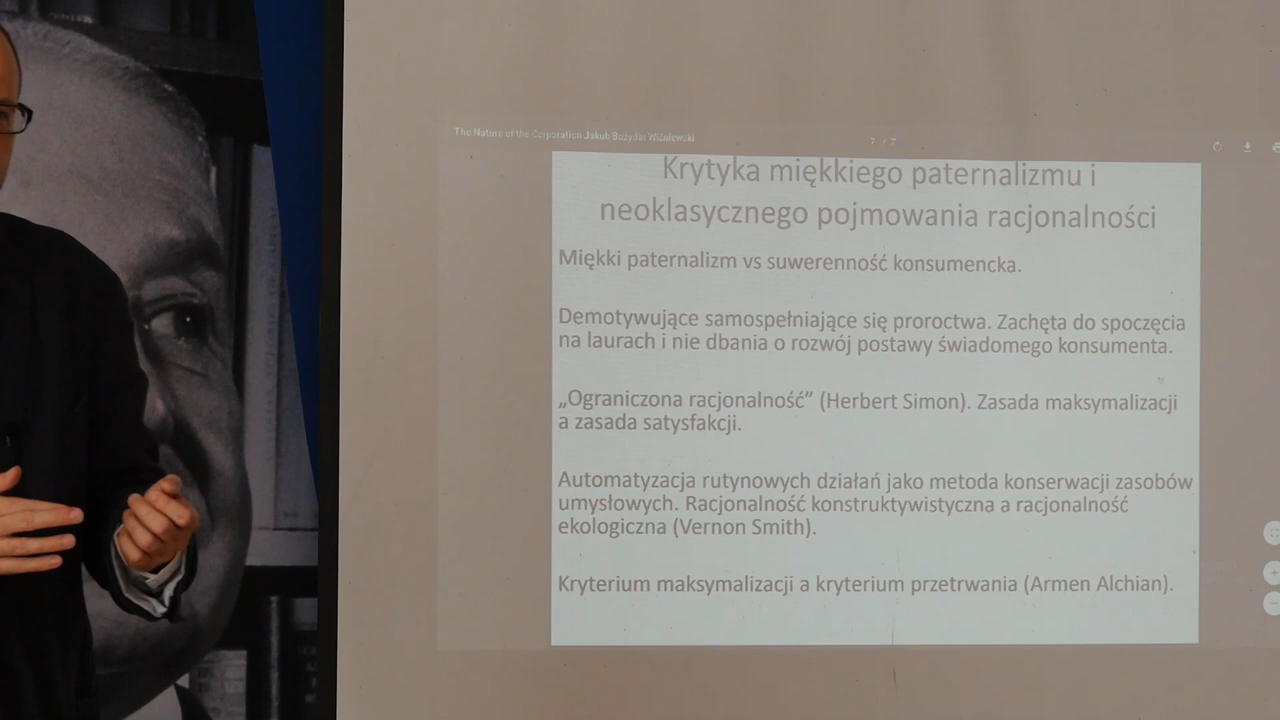 The Nature of the Corporation Jakub Bożydar Wiśniewski
7 / 7
Krytyka miękkiego paternalizmu i
neoklasycznego pojmowania racjonalności
Miękki paternalizm vs suwerenność konsumencka.
Demotywujące samospełniające się proroctwa. Zachęta do spoczęcia
na laurach i nie dbania o rozwój postawy świadomego konsumenta.
„Ograniczona racjonalność” (Herbert Simon). Zasada maksymalizacji
a zasada satysfakcji.
Automatyzacja rutynowych działań jako metoda konserwacji zasobów
umysłowych. Racjonalność konstruktywistyczna a racjonalność
ekologiczna (Vernon Smith).
Kryterium maksymalizacji a kryterium przetrwania (Armen Alchian).